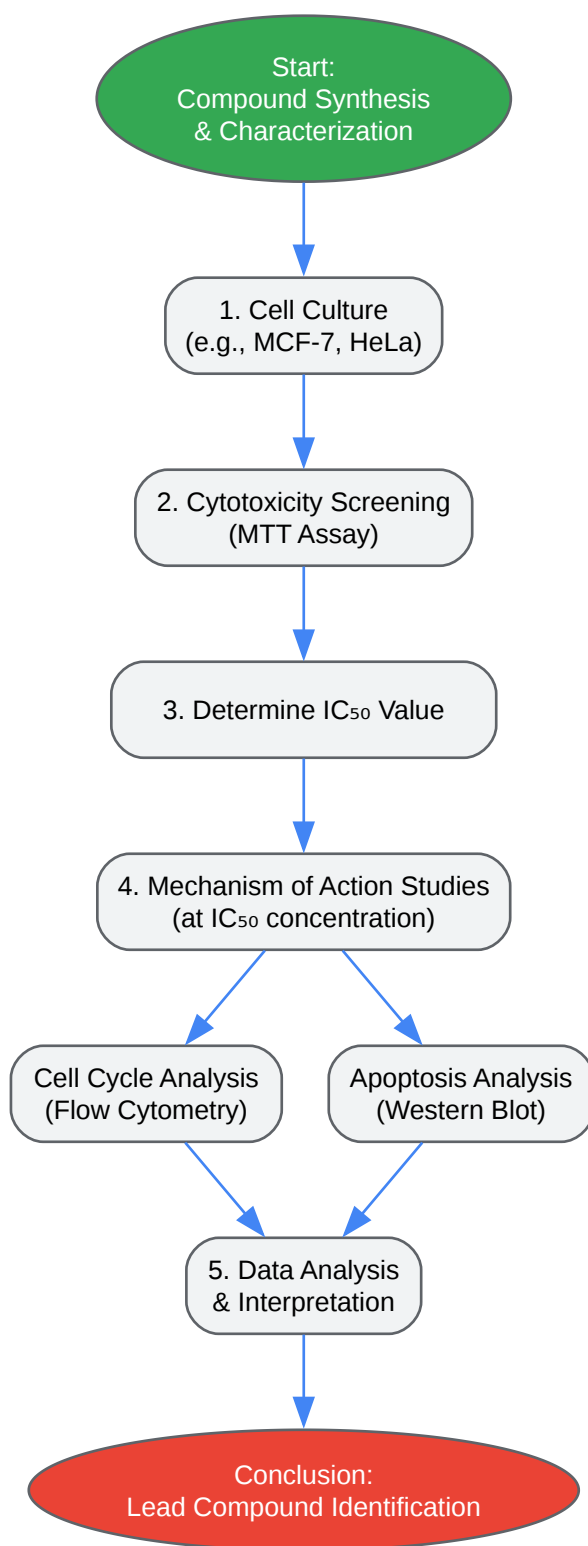 Start:
Compound Synthesis
& Characterization
1. Cell Culture
(e.g., MCF-7, HeLa)
2. Cytotoxicity Screening
(MTT Assay)
3. Determine IC₅₀ Value
4. Mechanism of Action Studies
(at IC₅₀ concentration)
Cell Cycle Analysis
(Flow Cytometry)
Apoptosis Analysis
(Western Blot)
5. Data Analysis
& Interpretation
Conclusion:
Lead Compound Identification